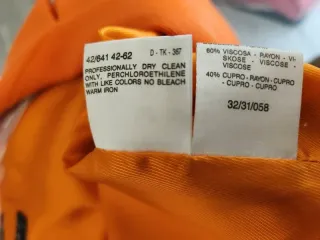 42/641 42-62 D - TK - 367
PROFESSIONALLY DRY CLEAN
ONLY, PERCHLOROETHILENE
WITH LIKE COLORS NO BLEACH
WARM IRON
60% VISCOSA - RAYON - VI-
SKOSE - VISCOSE -
VISCOSE
40% CUPRO - RAYON - CUPRO
- CUPRO - CUPRO
32/31/058